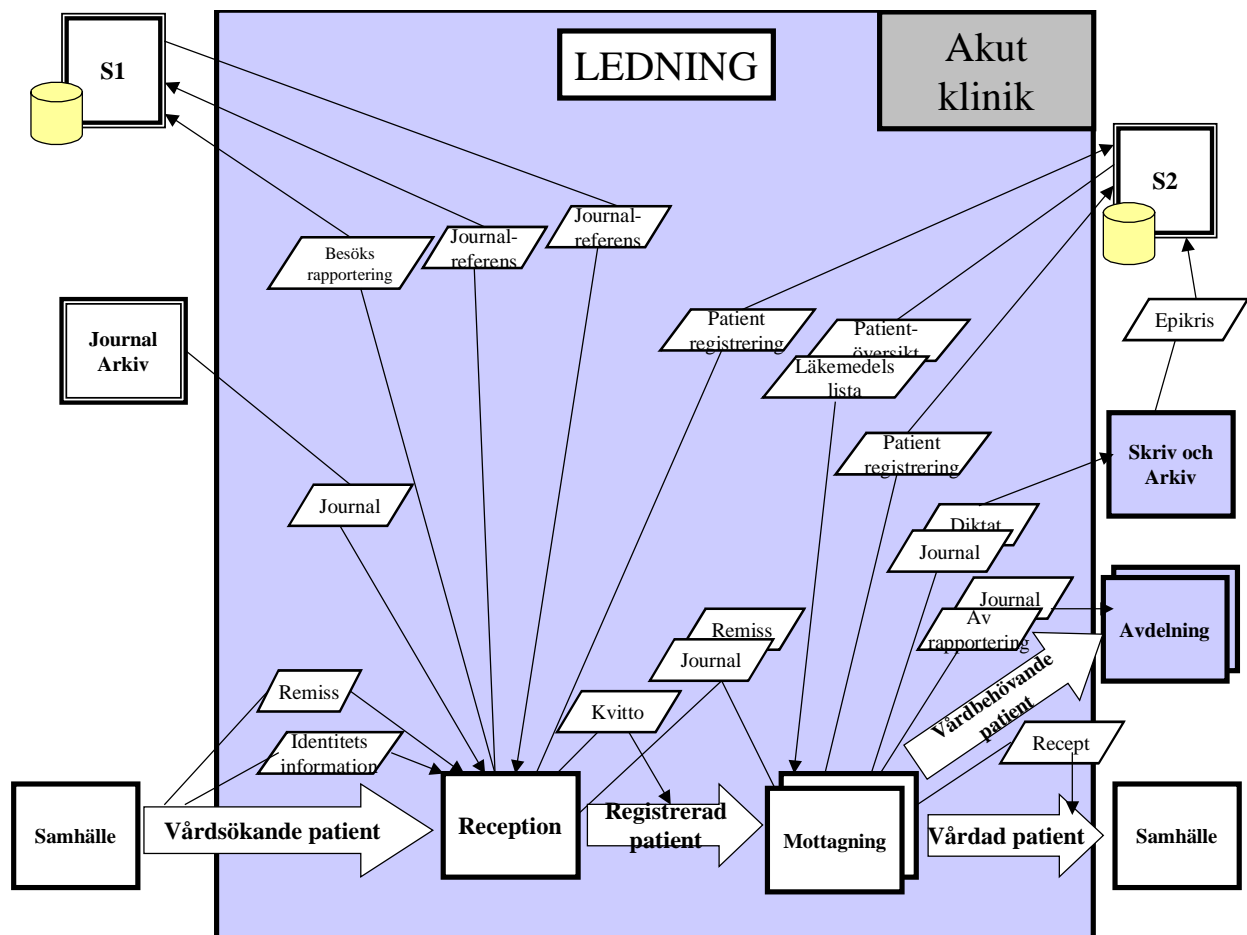 LEDNING
Akut
klinik
S1
S2
Journal-
referens
Journal-
referens
Besöks
rapportering
Journal
Arkiv
Epikris
Patient
registrering
Patient-
översikt
Läkemedels
lista
Patient
registrering
Skriv och
Arkiv
Journal
Diktat
Journal
Journal
Av
rapportering
Avdelning
Remiss
Journal
Remiss
Kvitto
Vårdbehövande
patient
Identitets
information
Recept
Samhälle
Vårdsökande patient
Reception
Registrerad
patient
Mottagning
Vårdad patient
Samhälle